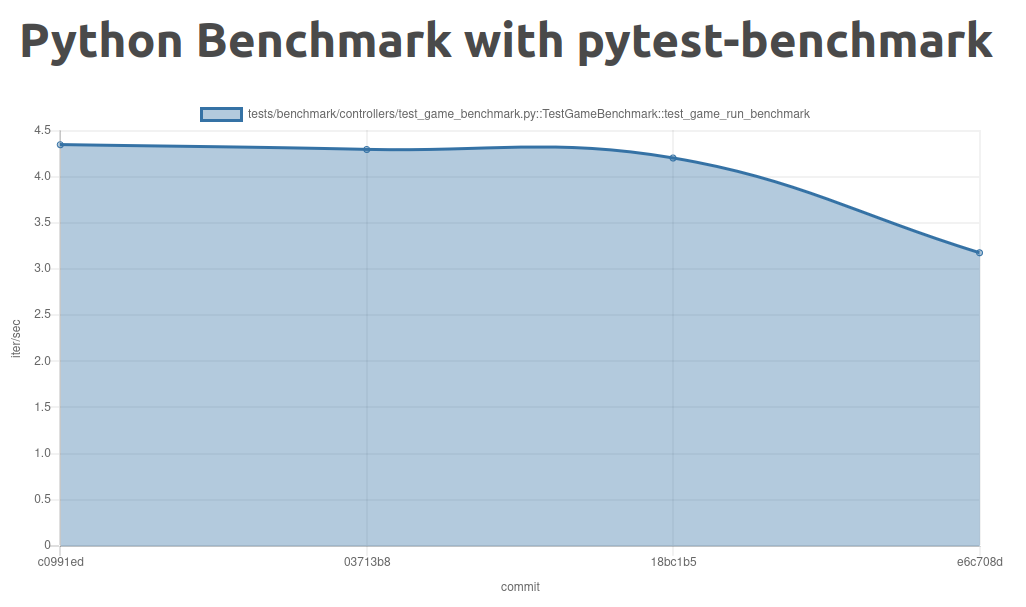 Python Benchmark with pytest-benchmark
tests/benchmark/controllers/test_game_benchmark.py::TestGameBenchmark::test_game_run_benchmark
4.5
4.0
3.5
3.0
2.5
2.0
1.5
1.0
0.5
0
iter/sec
c0991ed 03713b8 18bc1b5 e6c708d
commit